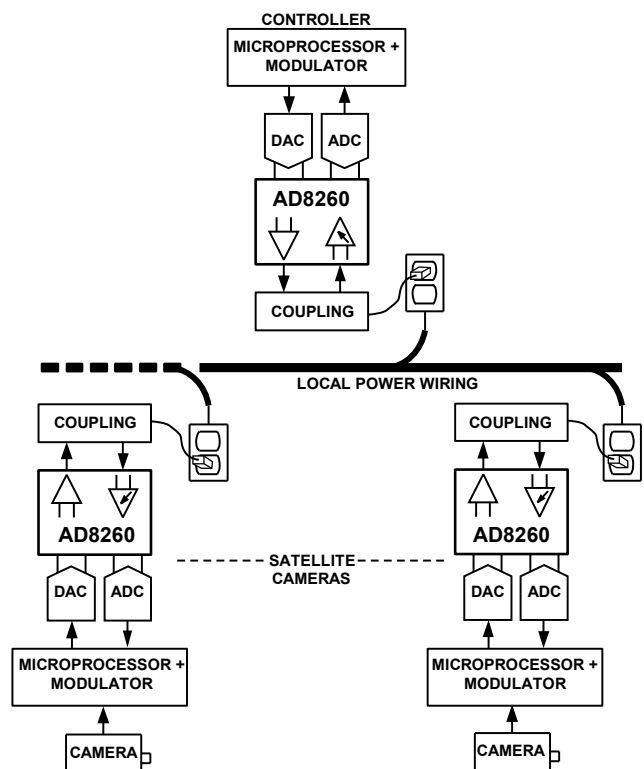 CONTROLLER
MICROPROCESSOR +
MODULATOR
DAC
ADC
AD8260
COUPLING
LOCAL POWER WIRING
COUPLING
AD8260
DAC
ADC
MICROPROCESSOR +
MODULATOR
CAMERA
SATELLITE
CAMERAS
COUPLING
AD8260
DAC
ADC
MICROPROCESSOR +
MODULATOR
CAMERA